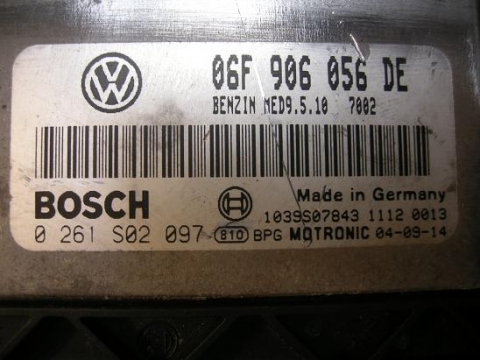 06F 906 056 DE
BENZIN MED9.5.10 7002
BOSCH
Made in Germany
1039S07843 1112 0013
0 261 S02 097 810 BPG MOTRONIC 04-09-14